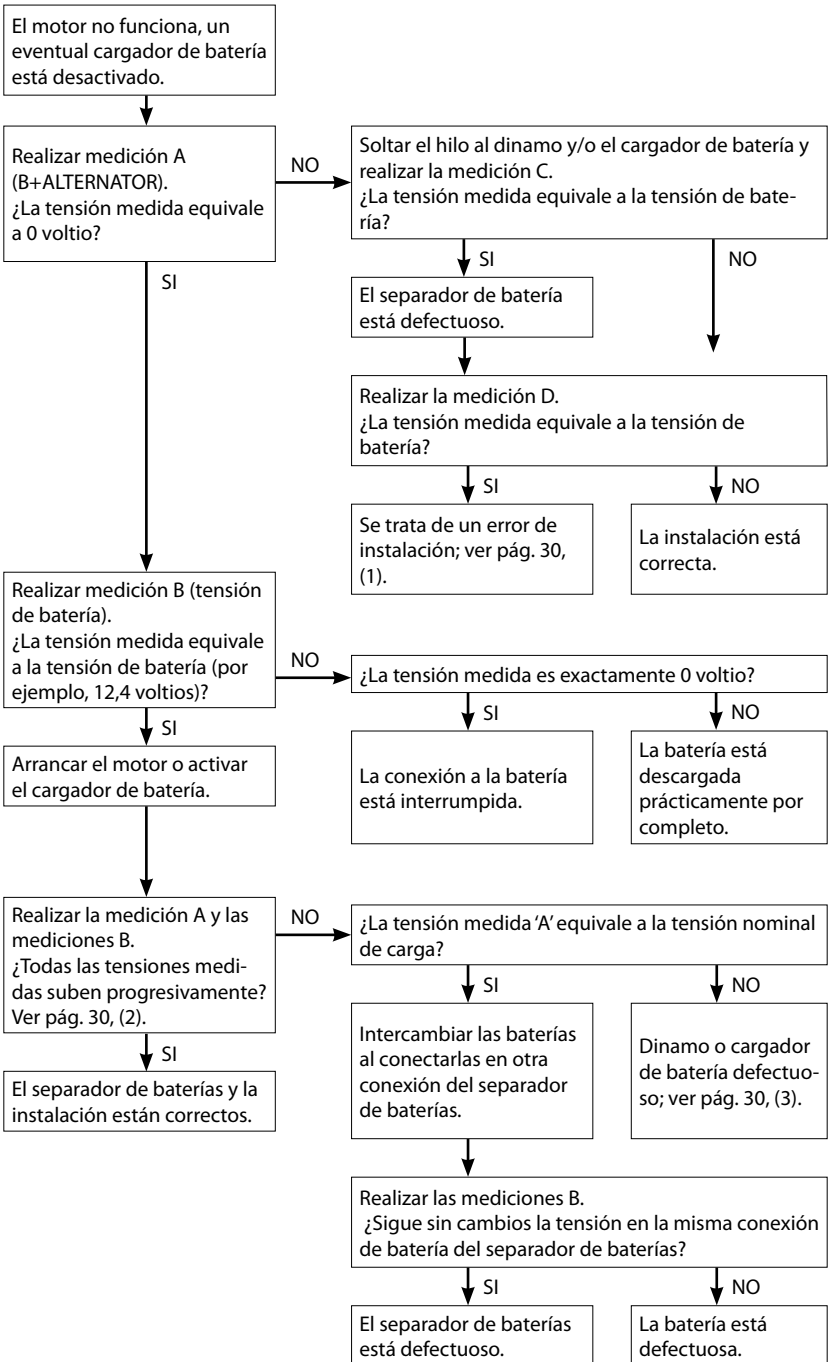 El motor no funciona, un
eventual cargador de batería
está desactivado.
Realizar medición A
(B+ALTERNATOR).
¿La tensión medida equivale
a 0 voltio?
NO
Soltar el hilo al dinamo y/o el cargador de batería y
realizar la medición C.
¿La tensión medida equivale a la tensión de bate-
ría?
SI
SI
NO
El separador de batería
está defectuoso.
Realizar la medición D.
¿La tensión medida equivale a la tensión de
batería?
SI
NO
Se trata de un error de
instalación; ver pág. 30,
(1).
La instalación está
correcta.
Realizar medición B (tensión
de batería).
¿La tensión medida equivale
a la tensión de batería (por
ejemplo, 12,4 voltios)?
NO
¿La tensión medida es exactamente 0 voltio?
SI
SI
NO
Arrancar el motor o activar
el cargador de batería.
La conexión a la batería
está interrumpida.
La batería está
descargada
prácticamente por
completo.
Realizar la medición A y las
mediciones B.
¿Todas las tensiones medi-
das suben progresivamente?
Ver pág. 30, (2).
NO
¿La tensión medida ‘A’ equivale a la tensión nominal
de carga?
SI
SI
NO
El separador de baterías y la
instalación están correctos.
Intercambiar las baterías
al conectarlas en otra
conexión del separador
de baterías.
Dinamo o cargador
de batería defectuo-
so; ver pág. 30, (3).
Realizar las mediciones B.
¿Sigue sin cambios la tensión en la misma conexión
de batería del separador de baterías?
SI
NO
El separador de baterías
está defectuoso.
La batería está
defectuosa.